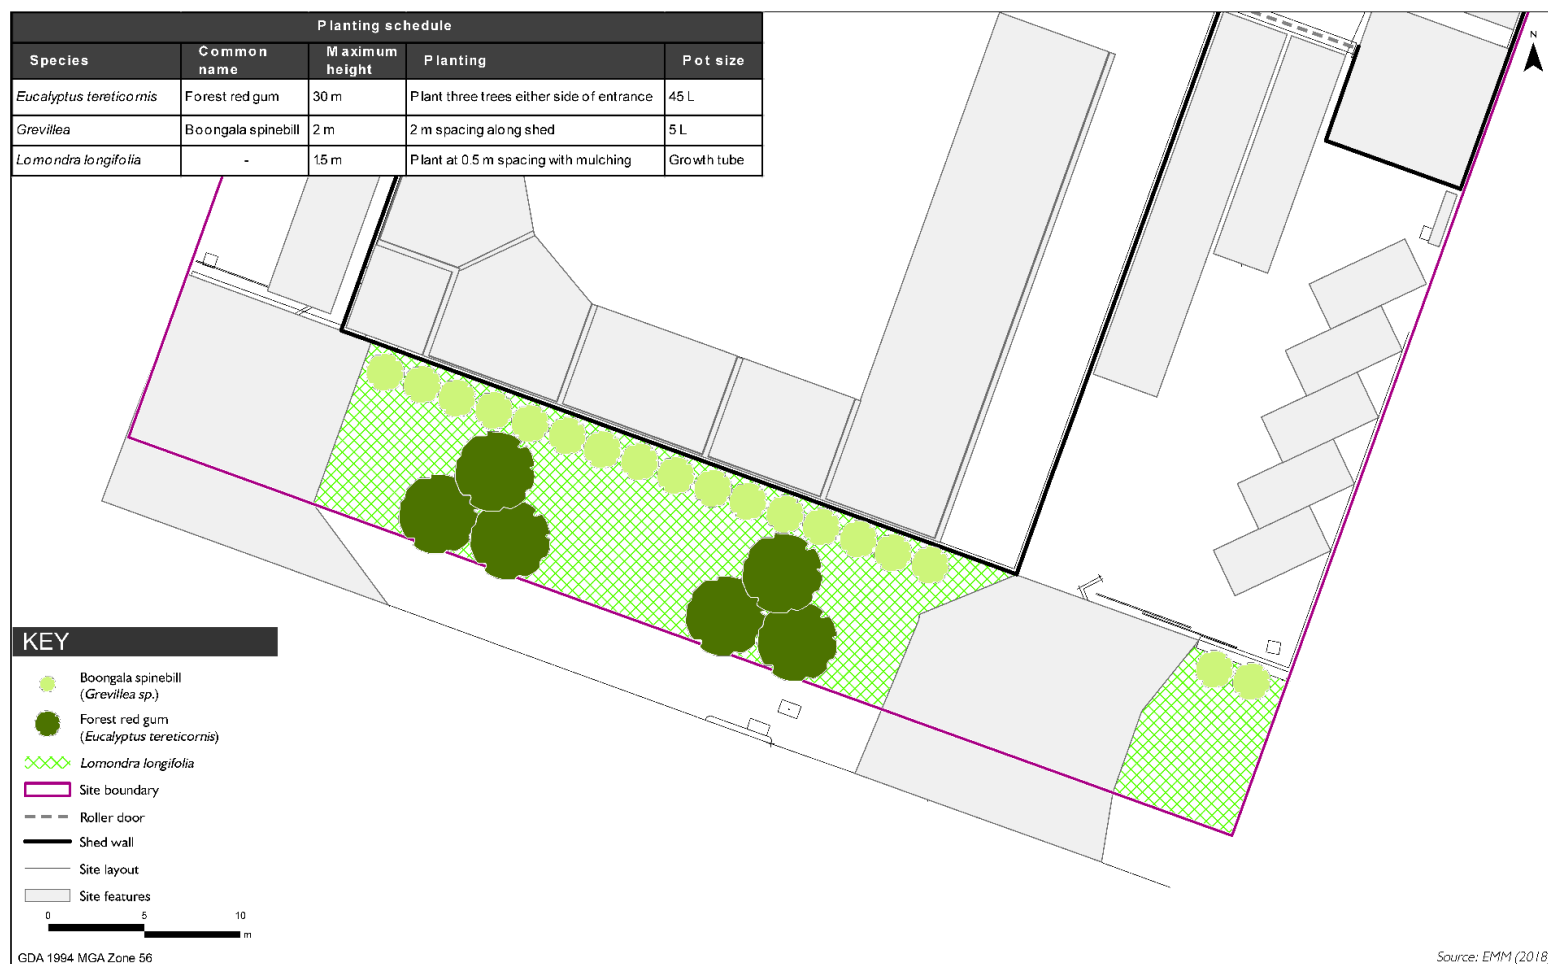 Planting schedule
Species Common name Maximum height Planting Pot size
Eucalyptus tereticornis Forest red gum 30 m Plant three trees either side of entrance 45 L
Grevillea Boongala spinebill 2 m 2 m spacing along shed 5 L
Lomondra longifolia - 1.5 m Plant at 0.5 m spacing with mulching Growth tube
N
KEY
Boongala spinebill
(Grevillea sp.)
Forest red gum
(Eucalyptus tereticornis)
Lomondra longifolia
Site boundary
Roller door
Shed wall
Site layout
Site features
0 5 10
m
GDA 1994 MGA Zone 56
Source: EMM (2018)